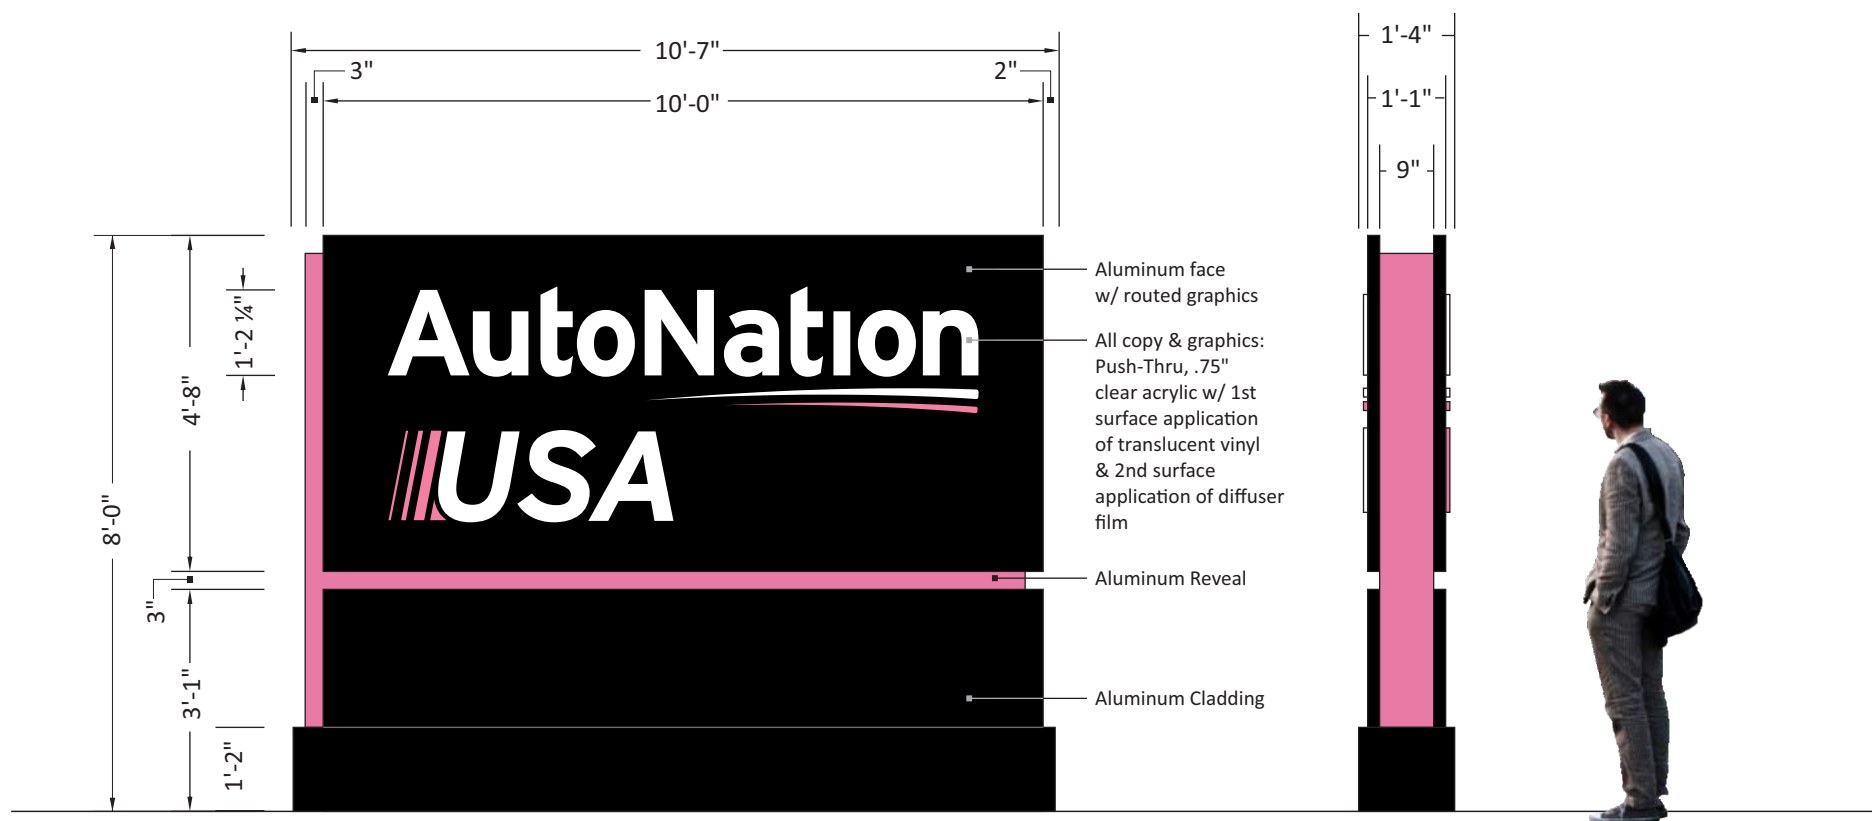 10'-7"
3"
2"
10'-0"
1'-4"
1'-1"
9"
8'-0"
4'-8"
1'-2 ¼"
3"
3'-1"
1'-2"
AutoNation
USA
Aluminum face
w/ routed graphics
All copy & graphics:
Push-Thru, .75"
clear acrylic w/ 1st
surface application
of translucent vinyl
& 2nd surface
application of diffuser
film
Aluminum Reveal
Aluminum Cladding